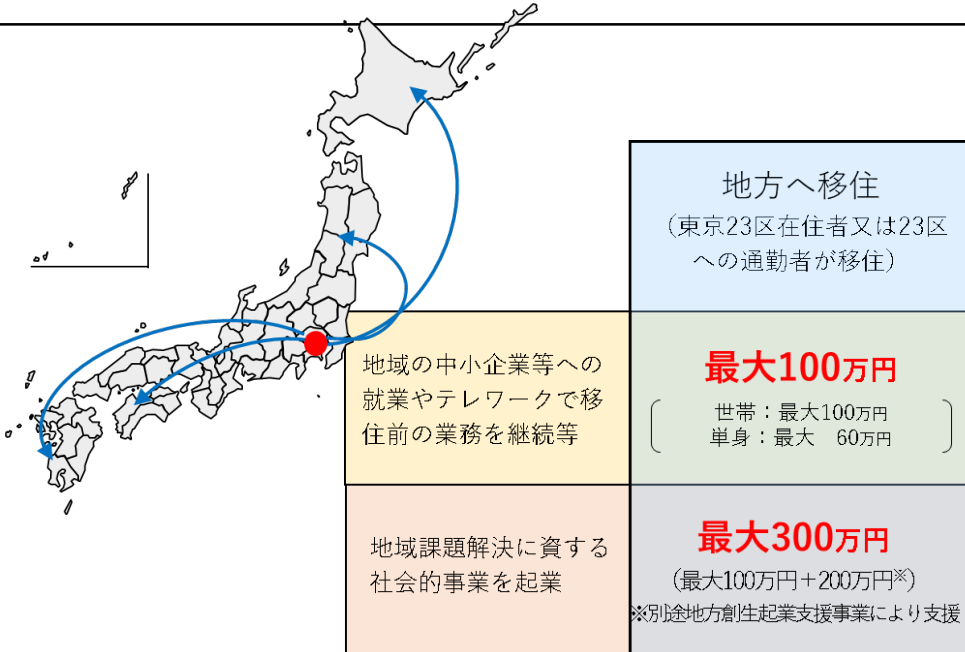 地方へ移住
（東京23区在住者又は23区
への通勤者が移住）
地域の中小企業等への
就業やテレワークで移
住前の業務を継続等
最大100万円
世帯：最大100万円
単身：最大　60万円
地域課題解決に資する
社会的事業を起業
最大300万円
（最大100万円＋200万円※）
※別途地方創生起業支援事業により支援